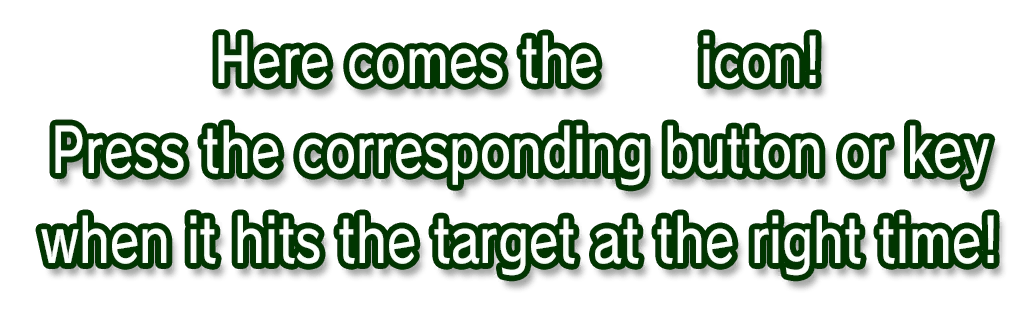 Here comes the icon!
Press the corresponding button or key
when it hits the target at the right time!